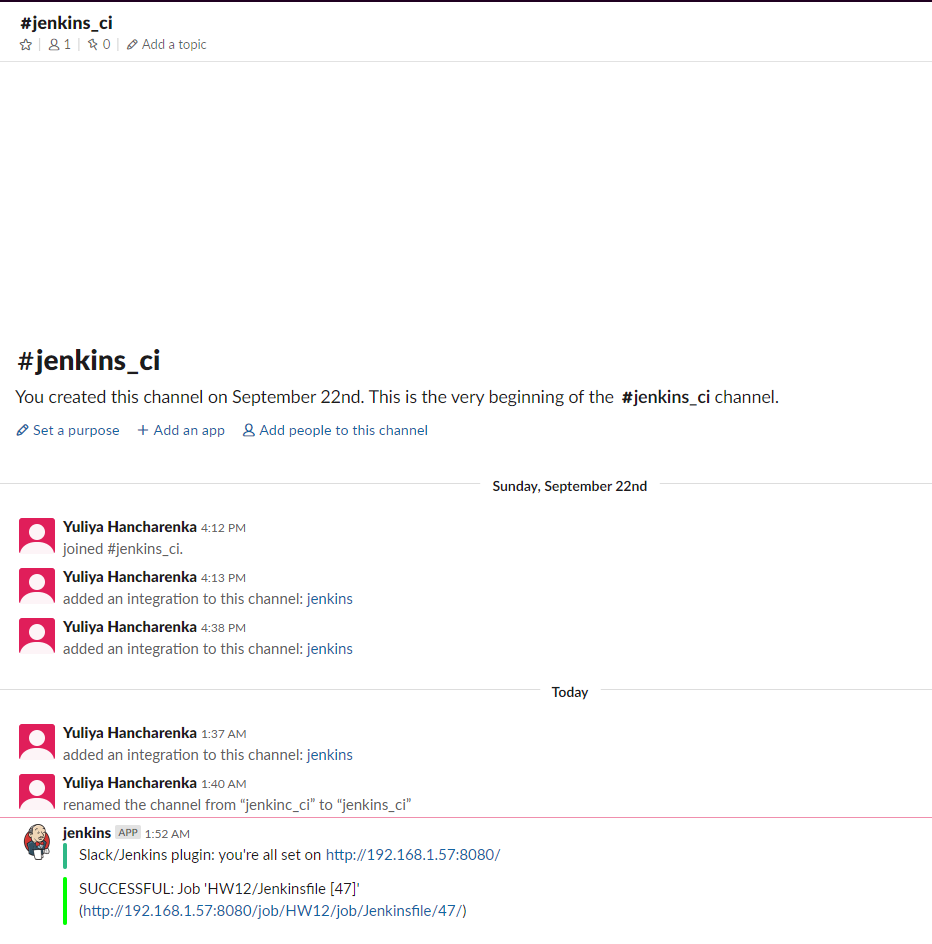 #jenkins_ci
1 | 0 | Add a topic
#jenkins_ci
You created this channel on September 22nd. This is the very beginning of the #jenkins_ci channel.
Set a purpose + Add an app Add people to this channel
Sunday, September 22nd
Yuliya Hancharenka 4:12 PM
joined #jenkins_ci.
Yuliya Hancharenka 4:13 PM
added an integration to this channel: jenkins
Yuliya Hancharenka 4:38 PM
added an integration to this channel: jenkins
Today
Yuliya Hancharenka 1:37 AM
added an integration to this channel: jenkins
Yuliya Hancharenka 1:40 AM
renamed the channel from “jenkinc_ci” to “jenkins_ci”
jenkins APP 1:52 AM
Slack/Jenkins plugin: you're all set on http://192.168.1.57:8080/
SUCCESSFUL: Job 'HW12/Jenkinsfile [47]'
(http://192.168.1.57:8080/job/HW12/job/Jenkinsfile/47/)